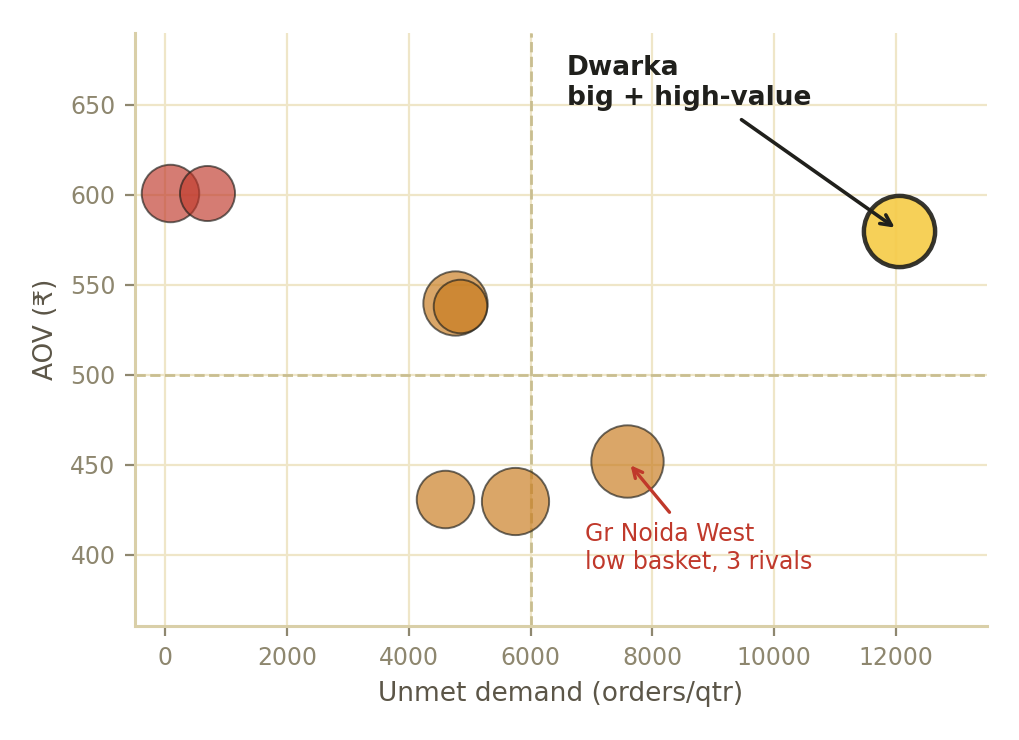 Dwarka
big + high-value
650
600
550
500
450
400
AOV (₹)
Gr Noida West
low basket, 3 rivals
0
2000
4000
6000
8000
10000
12000
Unmet demand (orders/qtr)